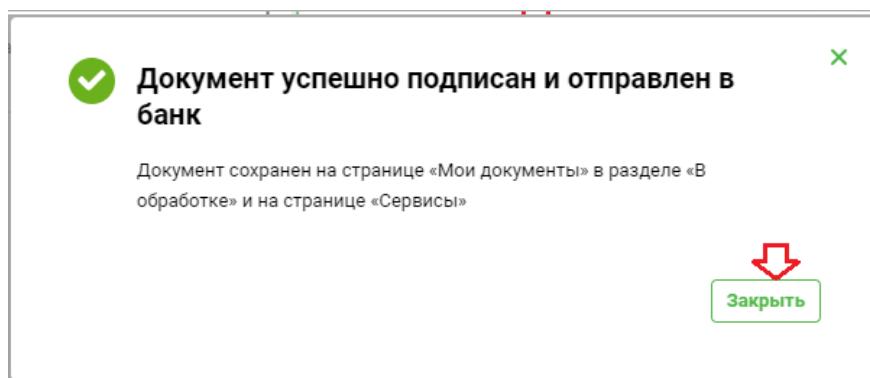 Документ успешно подписан и отправлен в
банк
Документ сохранен на странице «Мои документы» в разделе «В
обработке» и на странице «Сервисы»
Закрыть